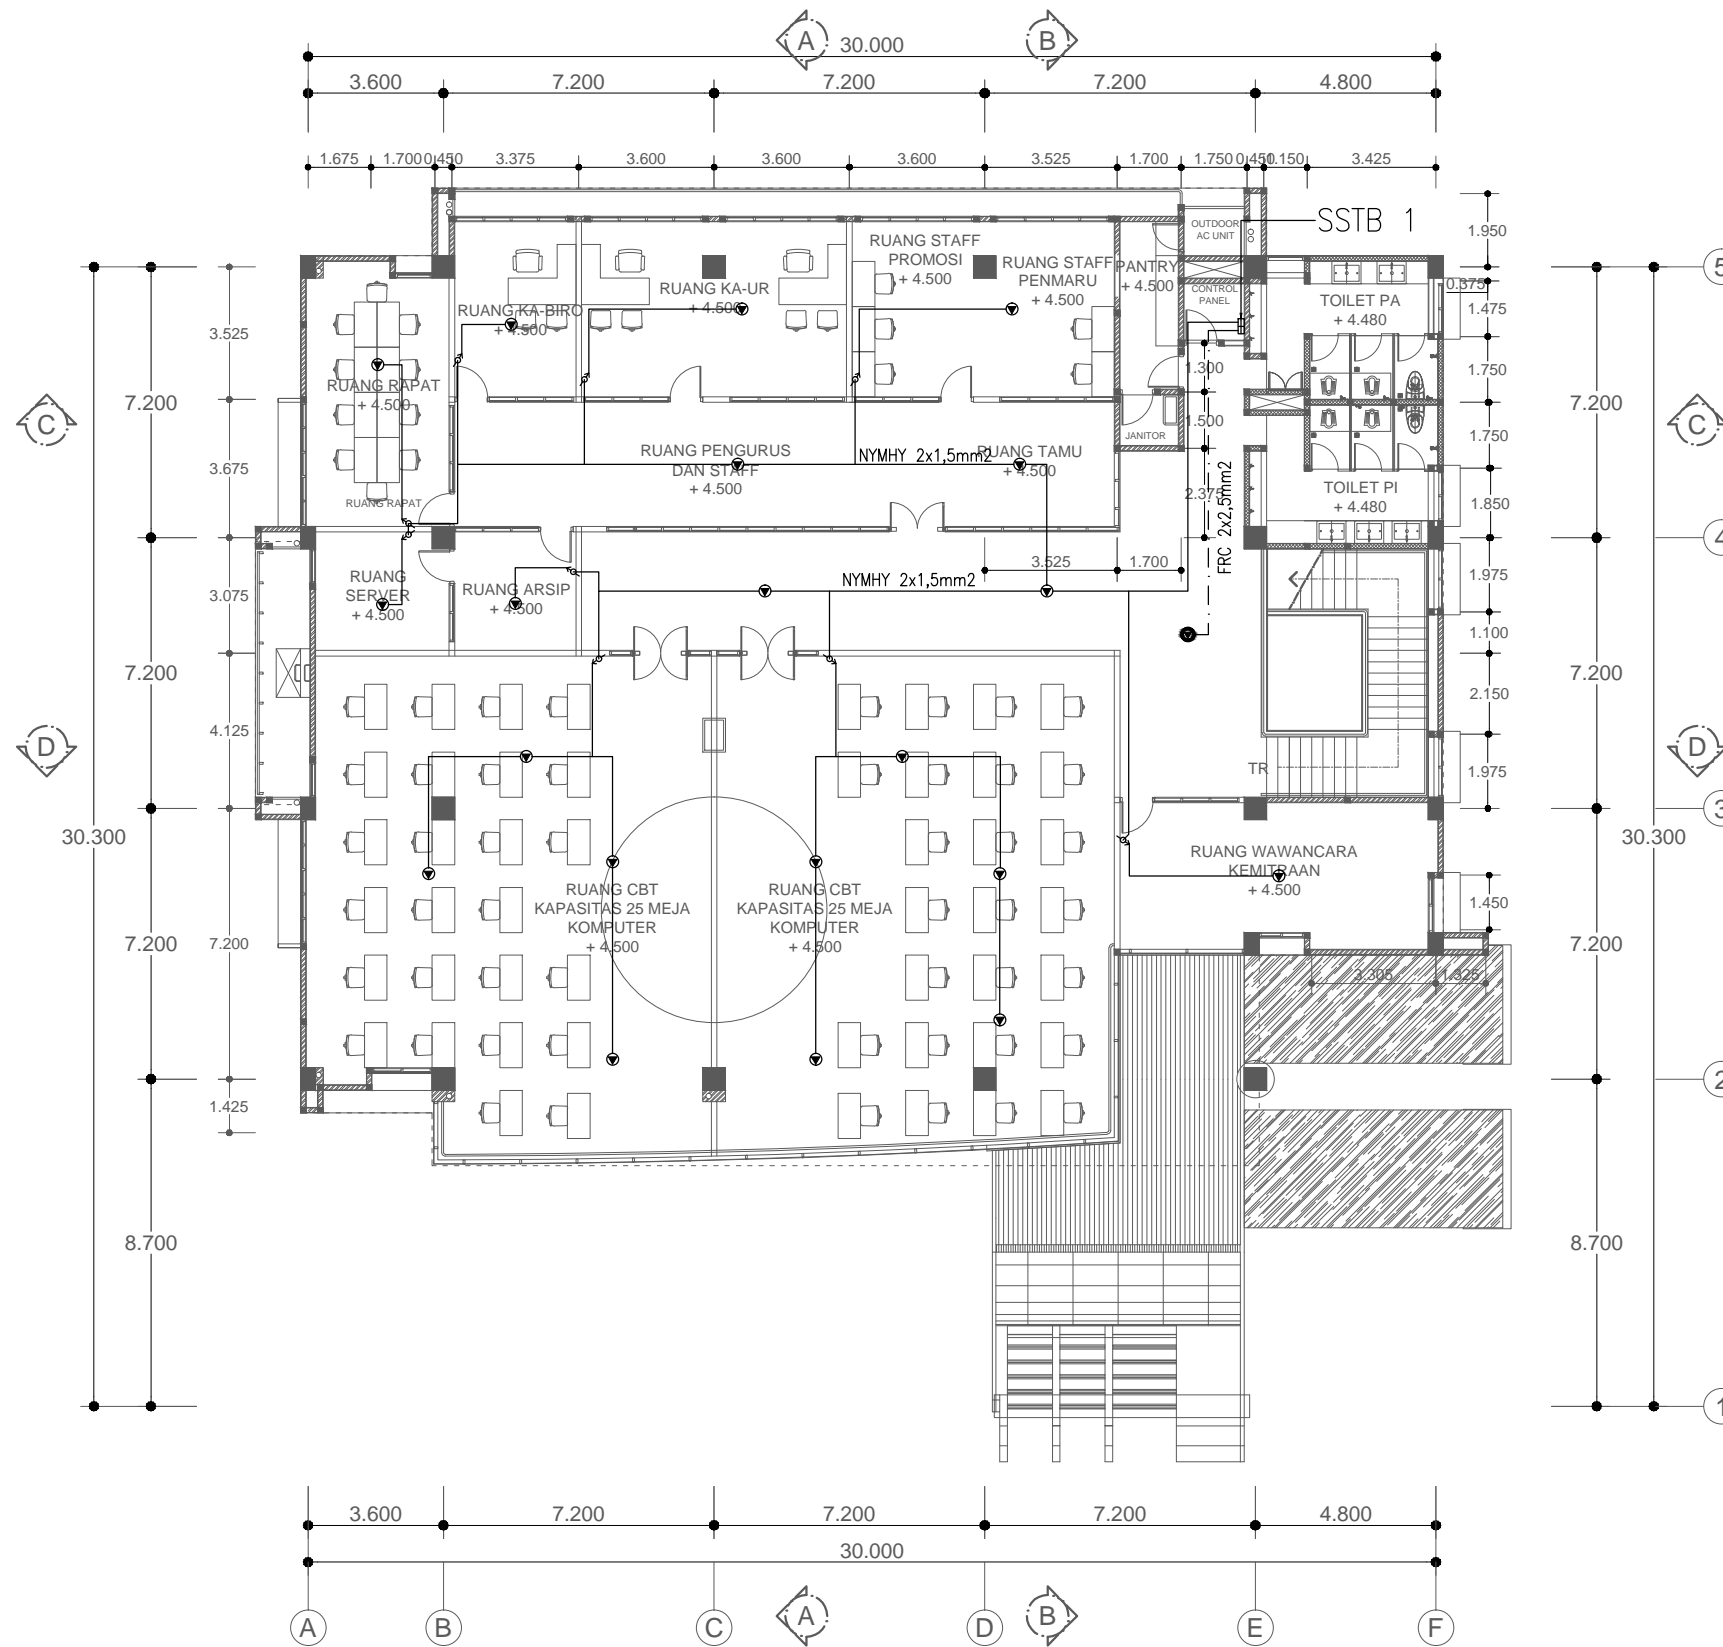 A
30.000
B
3.600
7.200
7.200
7.200
4.800
1.675
1.700
0.450
3.375
3.600
3.600
3.600
3.525
1.700
1.750
0.450
1.150
3.425
SSTB 1
OUTDOOR
AC UNIT
1.950
5
RUANG STAFF
PROMOSI
+ 4.500
RUANG STAFF
PENMARU
+ 4.500
PANTRY
+ 4.500
CONTROL
PANEL
RUANG KA-UR
+ 4.500
RUANG KA-BIRO
+ 4.500
TOILET PA
+ 4.480
0.375
1.475
3.525
RUANG RAPAT
+ 4.500
1.300
1.750
7.200
C
7.200
C
1.500
JANITOR
1.750
RUANG PENGURUS
DAN STAFF
+ 4.500
NYMHY 2x1,5mm2
RUANG TAMU
+ 4.500
3.675
RUANG RAPAT
2.375
FRC 2x2,5mm2
TOILET PI
+ 4.480
1.850
4
3.525
1.700
NYMHY 2x1,5mm2
RUANG
SERVER
+ 4.500
RUANG ARSIP
+ 4.500
3.075
1.975
1.100
7.200
7.200
2.150
4.125
D
D
TR
1.975
3
30.300
30.300
RUANG WAWANCARA
KEMITRAAN
+ 4.500
RUANG CBT
KAPASITAS 25 MEJA
KOMPUTER
+ 4.500
RUANG CBT
KAPASITAS 25 MEJA
KOMPUTER
+ 4.500
1.450
7.200
7.200
7.200
3.305
1.325
2
1.425
8.700
8.700
1
3.600
7.200
7.200
7.200
4.800
30.000
A
B
C
A
D
B
E
F